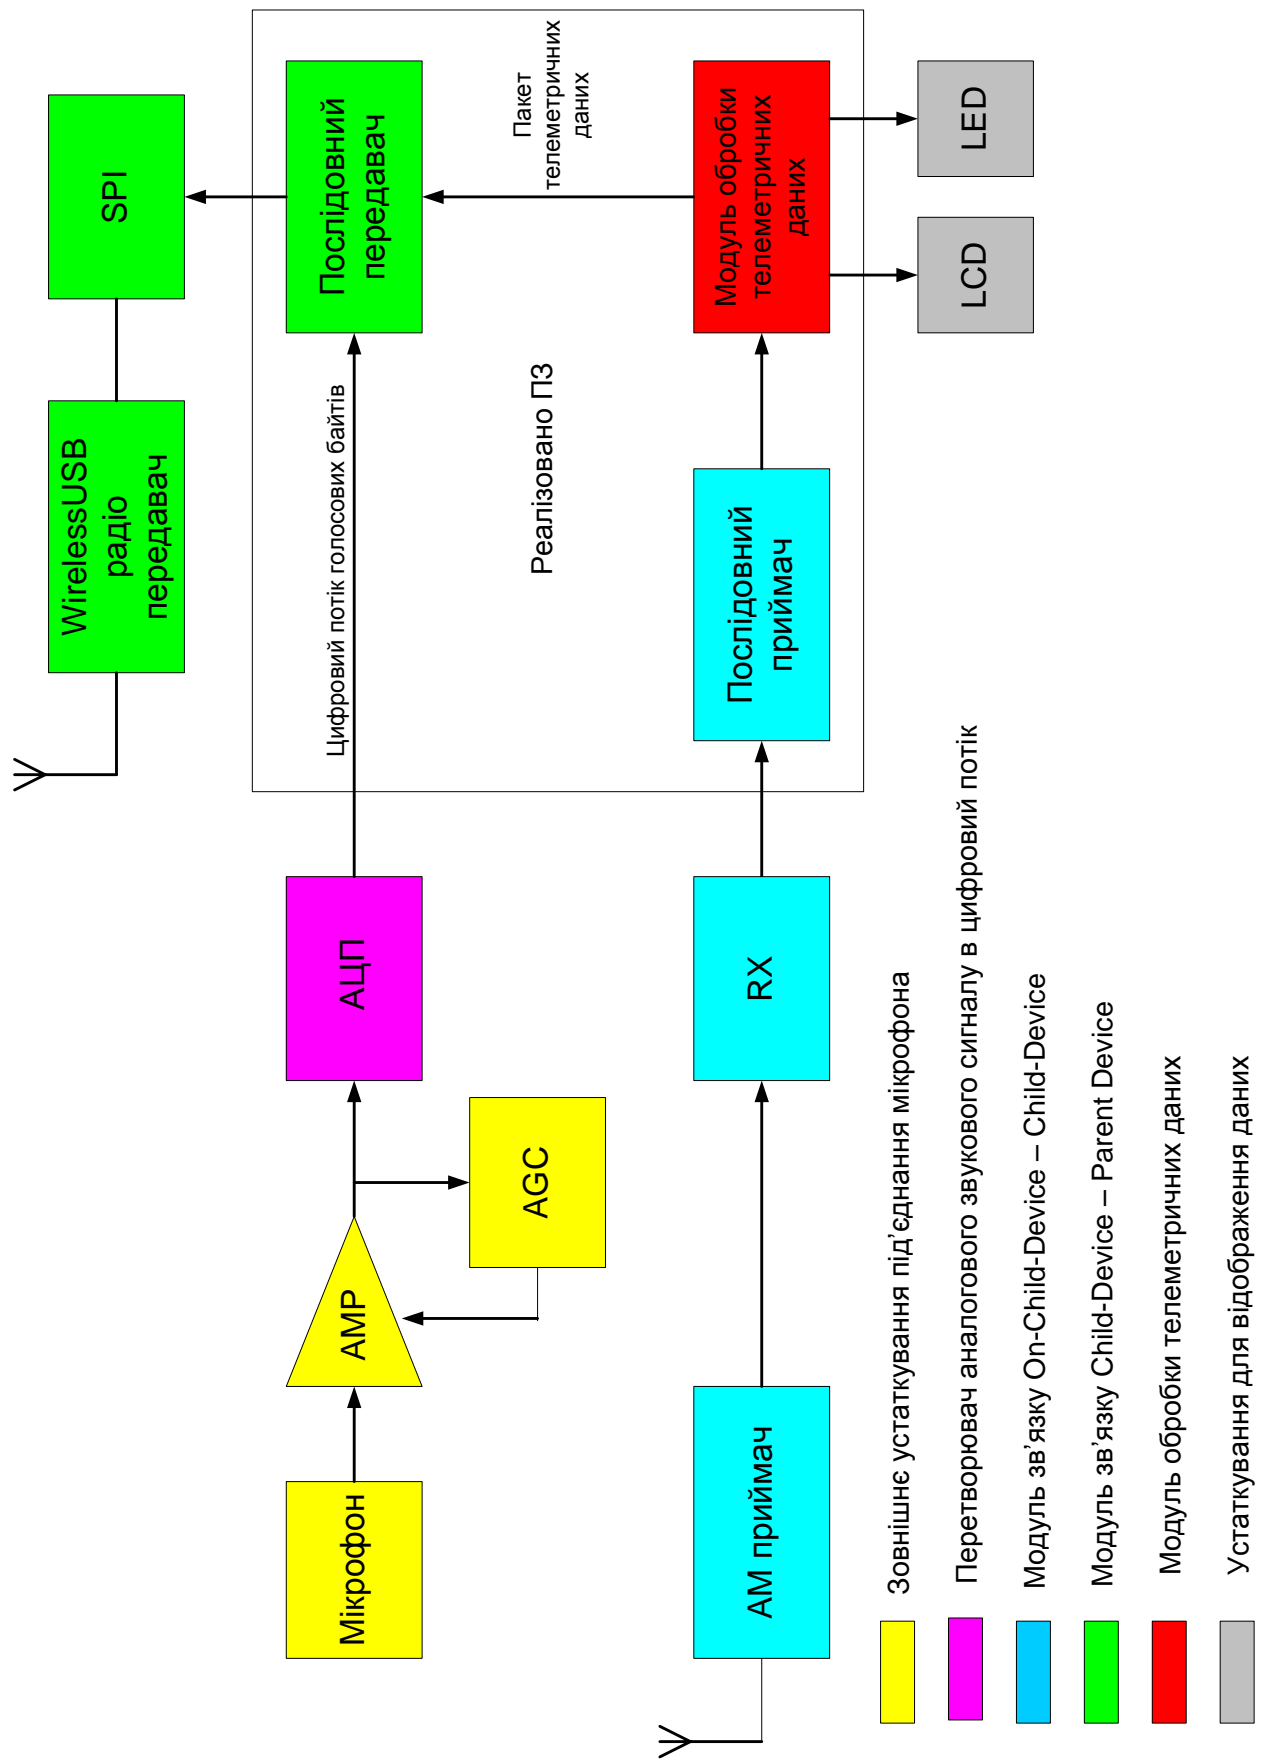 WirelessUSB
радіо
передавач
SPI
Мікрофон
AMP
AGC
АЦП
Цифровий потік голосових байтів
Послідовний
передавач
Пакет
телеметричних
даних
Реалізовано ПЗ
АМ приймач
RX
Послідовний
приймач
Модуль обробки
телеметричних
даних
LCD
LED
Зовнішнє устаткування під’єднання мікрофона
Перетворювач аналогового звукового сигналу в цифровий потік
Модуль зв’язку On-Child-Device – Child-Device
Модуль зв’язку Child-Device – Parent Device
Модуль обробки телеметричних даних
Устаткування для відображення даних